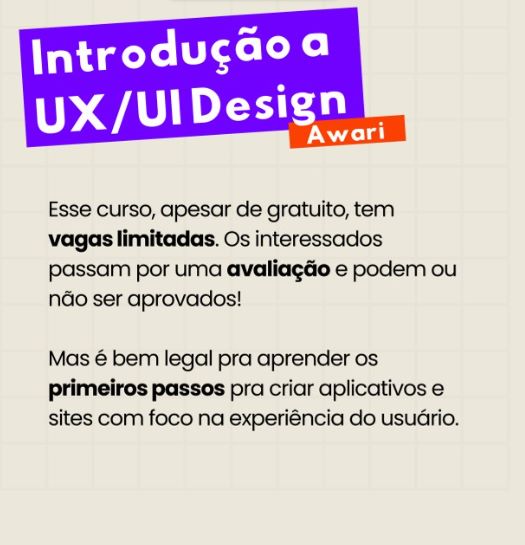 Introdução a
UX/UI Design
Awari
Esse curso, apesar de gratuito, tem
vagas limitadas. Os interessados
passam por uma avaliação e podem ou
não ser aprovados!
Mas é bem legal pra aprender os
primeiros passos pra criar aplicativos e
sites com foco na experiência do usuário.